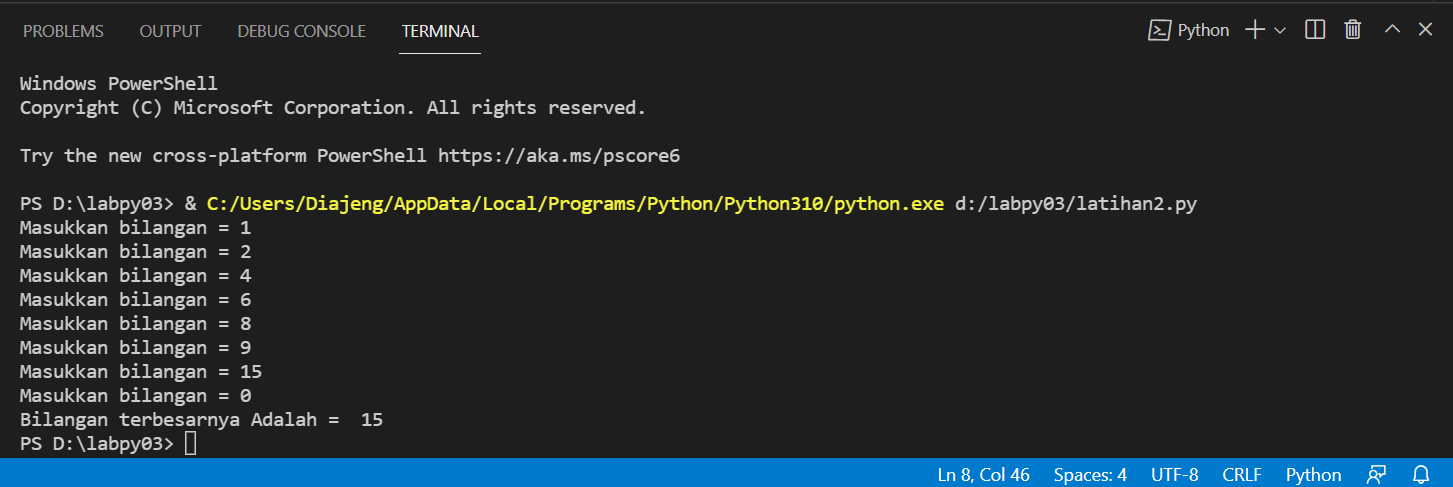 PROBLEMS OUTPUT DEBUG CONSOLE TERMINAL Python
Windows PowerShell
Copyright (C) Microsoft Corporation. All rights reserved.
Try the new cross-platform PowerShell https://aka.ms/pscore6
PS D:\labpy03> & C:/Users/Diajeng/AppData/Local/Programs/Python/Python310/python.exe d:/labpy03/latihan2.py
Masukkan bilangan = 1
Masukkan bilangan = 2
Masukkan bilangan = 4
Masukkan bilangan = 6
Masukkan bilangan = 8
Masukkan bilangan = 9
Masukkan bilangan = 15
Masukkan bilangan = 0
Bilangan terbesarnya Adalah =  15
PS D:\labpy03>
Ln 8, Col 46 Spaces: 4 UTF-8 CRLF Python